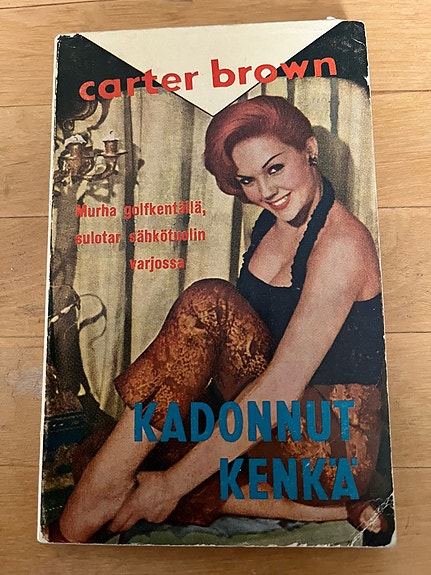 carter brown
Murha golfkentällä,
sulotar sähkötuolin
varjossa
KADONNUT
KENKÄ